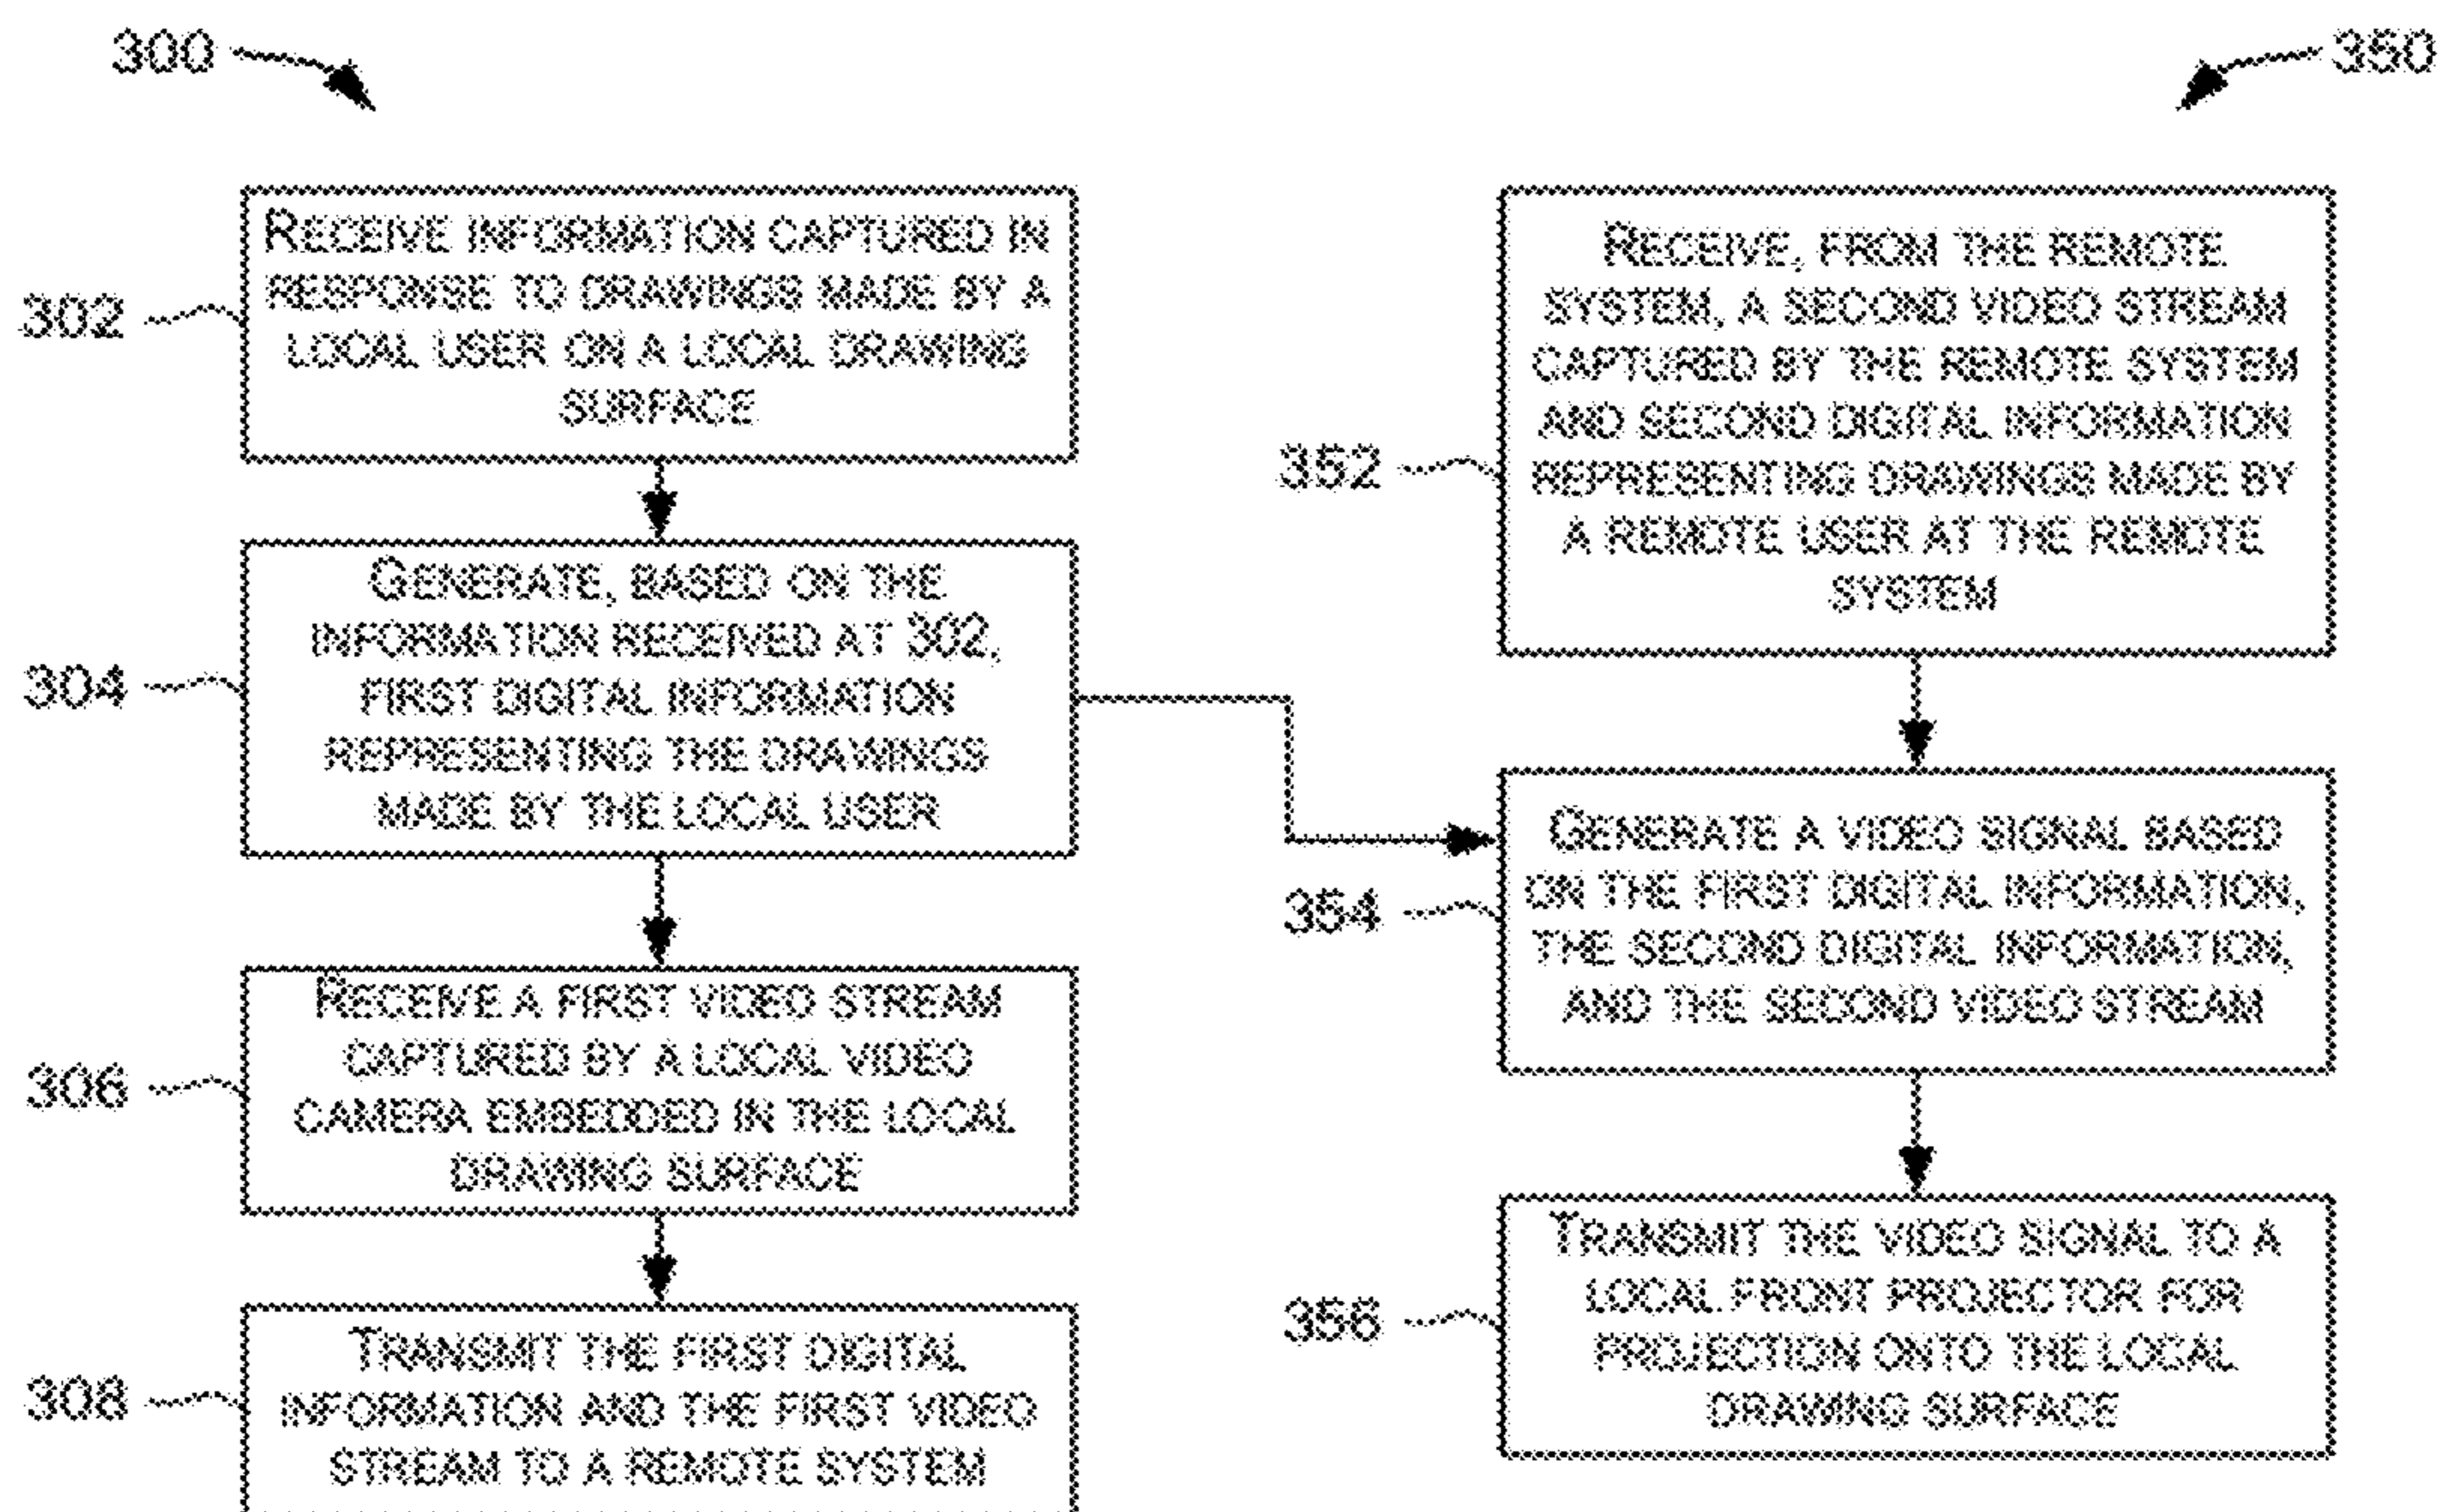 300
350
302
RECEIVE INFORMATION CAPTURED IN
RESPONSE TO DRAWINGS MADE BY A
LOCAL USER ON A LOCAL DRAWING
SURFACE
304
GENERATE, BASED ON THE
INFORMATION RECEIVED AT 302,
FIRST DIGITAL INFORMATION
REPRESENTING THE DRAWINGS
MADE BY THE LOCAL USER
306
RECEIVE A FIRST VIDEO STREAM
CAPTURED BY A LOCAL VIDEO
CAMERA EMBEDDED IN THE LOCAL
DRAWING SURFACE
308
TRANSMIT THE FIRST DIGITAL
INFORMATION AND THE FIRST VIDEO
STREAM TO A REMOTE SYSTEM
352
RECEIVE, FROM THE REMOTE
SYSTEM, A SECOND VIDEO STREAM
CAPTURED BY THE REMOTE SYSTEM
AND SECOND DIGITAL INFORMATION
REPRESENTING DRAWINGS MADE BY
A REMOTE USER AT THE REMOTE
SYSTEM
354
GENERATE A VIDEO SIGNAL BASED
ON THE FIRST DIGITAL INFORMATION,
THE SECOND DIGITAL INFORMATION,
AND THE SECOND VIDEO STREAM
356
TRANSMIT THE VIDEO SIGNAL TO A
LOCAL FRONT PROJECTOR FOR
PROJECTION ONTO THE LOCAL
DRAWING SURFACE